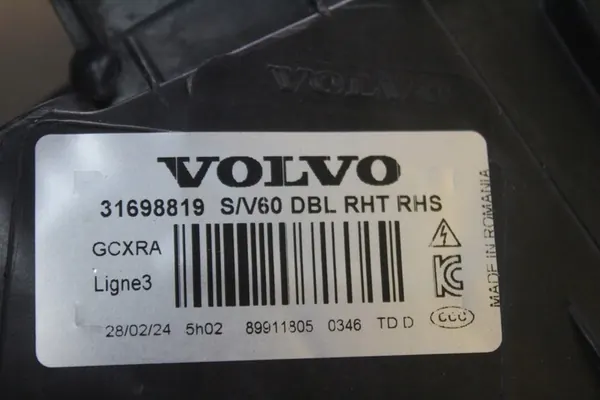 VOLVO
VOLVO
31698819 S/V60 DBL RHT RHS
GCXRA
Ligne3
28/02/24 5h02 89911805 0346 TD D
CCC
MADE IN ROMANIA